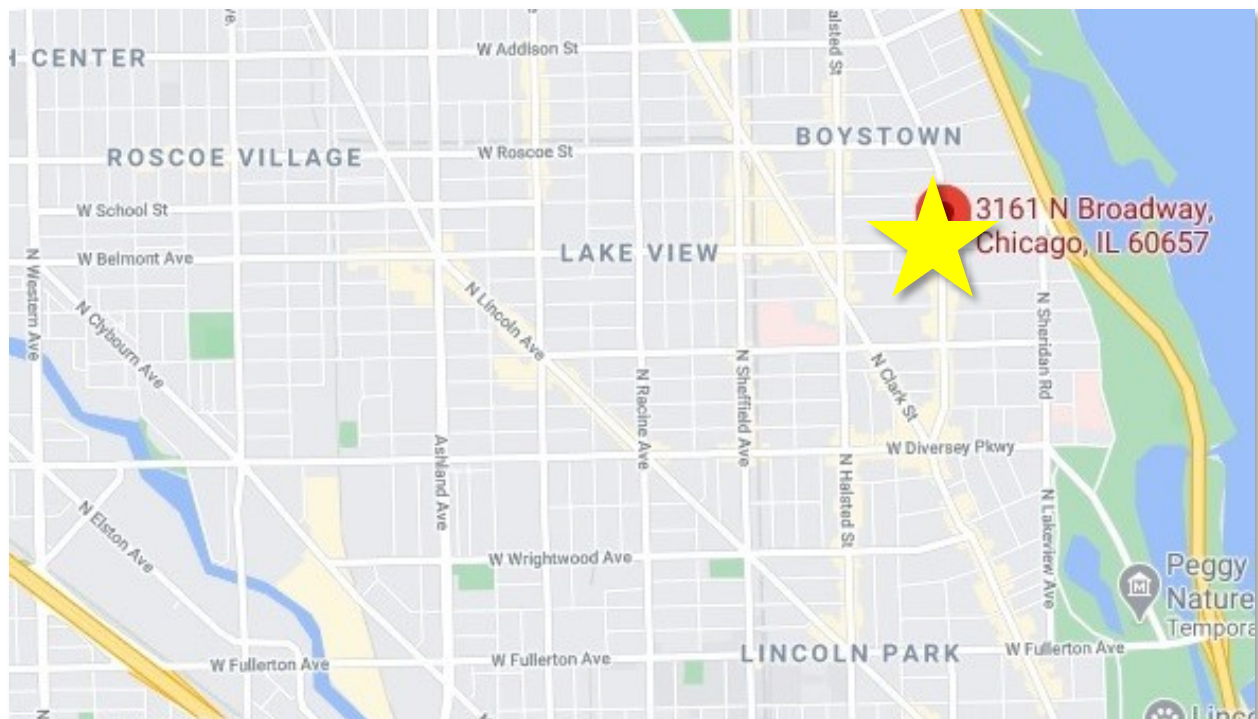 ve.
alsted St
W Addison St
H CENTER
BOYSTOWN
ROSCOE VILLAGE
W Roscoe St
W School St
3161 N Broadway,
Chicago, IL 60657
LAKE VIEW
W Belmont Ave
N Western Ave
N Clybourn Ave
N Lincoln Ave
N Sheridan Rd
N Racine Ave
N Sheffield Ave
N Clark St
Ashland Ave
W Diversey Pkwy
N Halsted St
N Lakeview Ave
N Elston Ave
W Wrightwood Ave
Peggy
Nature
Tempora
W Fullerton Ave
W Fullerton Ave
LINCOLN PARK
W Fullerton Ave
N
Linco